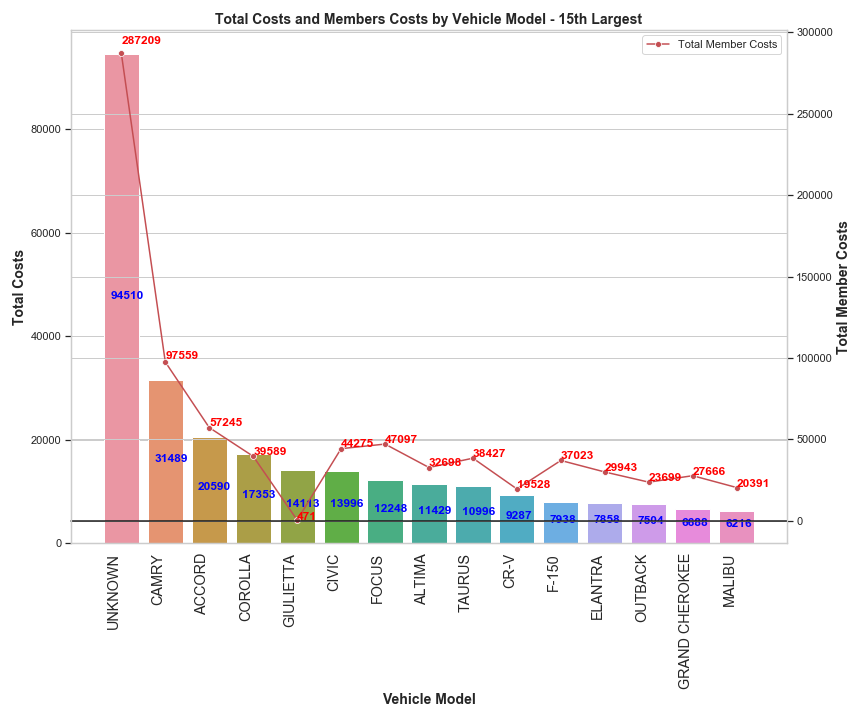 Total Costs and Members Costs by Vehicle Model - 15th Largest
Total Member Costs
Total Costs
80000
60000
40000
20000
0
300000
250000
200000
150000
100000
50000
0
Total Member Costs
287209
97559
57245
39589
471
44275
47097
32698
38427
19528
37023
29943
23699
27666
20391
94510
31489
20590
17353
14113
13996
12248
11429
10996
9287
7938
7858
7504
6216
UNKNOWN
CAMRY
ACCORD
COROLLA
GIULIETTA
CIVIC
FOCUS
ALTIMA
TAURUS
CR-V
F-150
ELANTRA
OUTBACK
GRAND CHEROKEE
MALIBU
Vehicle Model